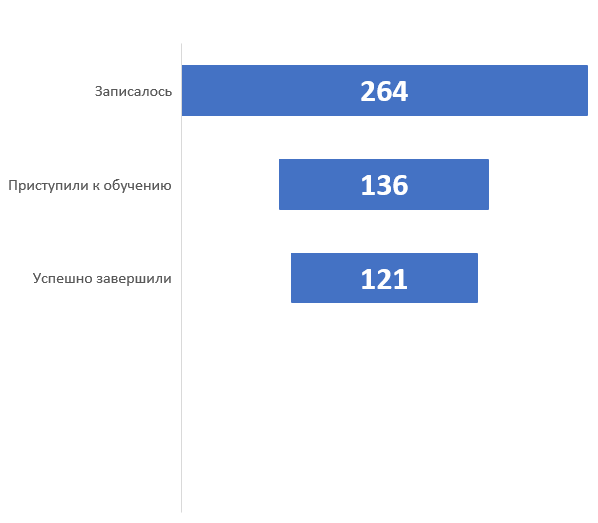 Записалось
264
Приступили к обучению
136
Успешно завершили
121